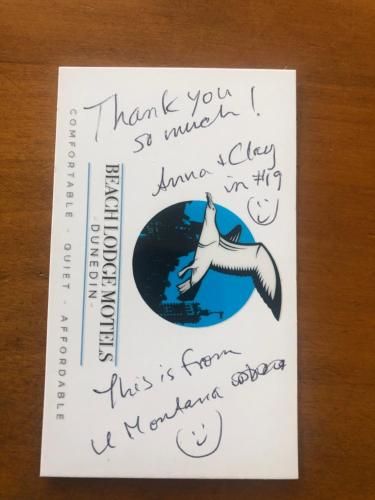 Thank you
so much!
Anna & Clay
in #19
BEACH LODGE MOTELS
- DUNEDIN -
COMFORTABLE - QUIET - AFFORDABLE
This is from
Montana